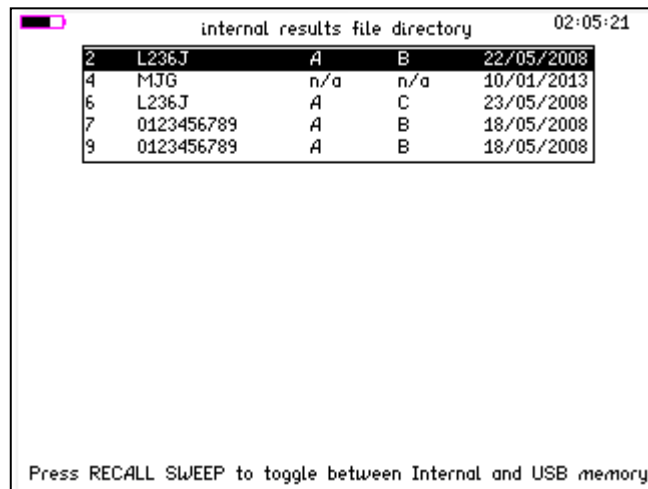 internal results file directory 02:05:21
2 L236J A B 22/05/2008
4 MJG n/a n/a 10/01/2013
6 L236J A C 23/05/2008
7 0123456789 A B 18/05/2008
9 0123456789 A B 18/05/2008
Press RECALL SWEEP to toggle between Internal and USB memory